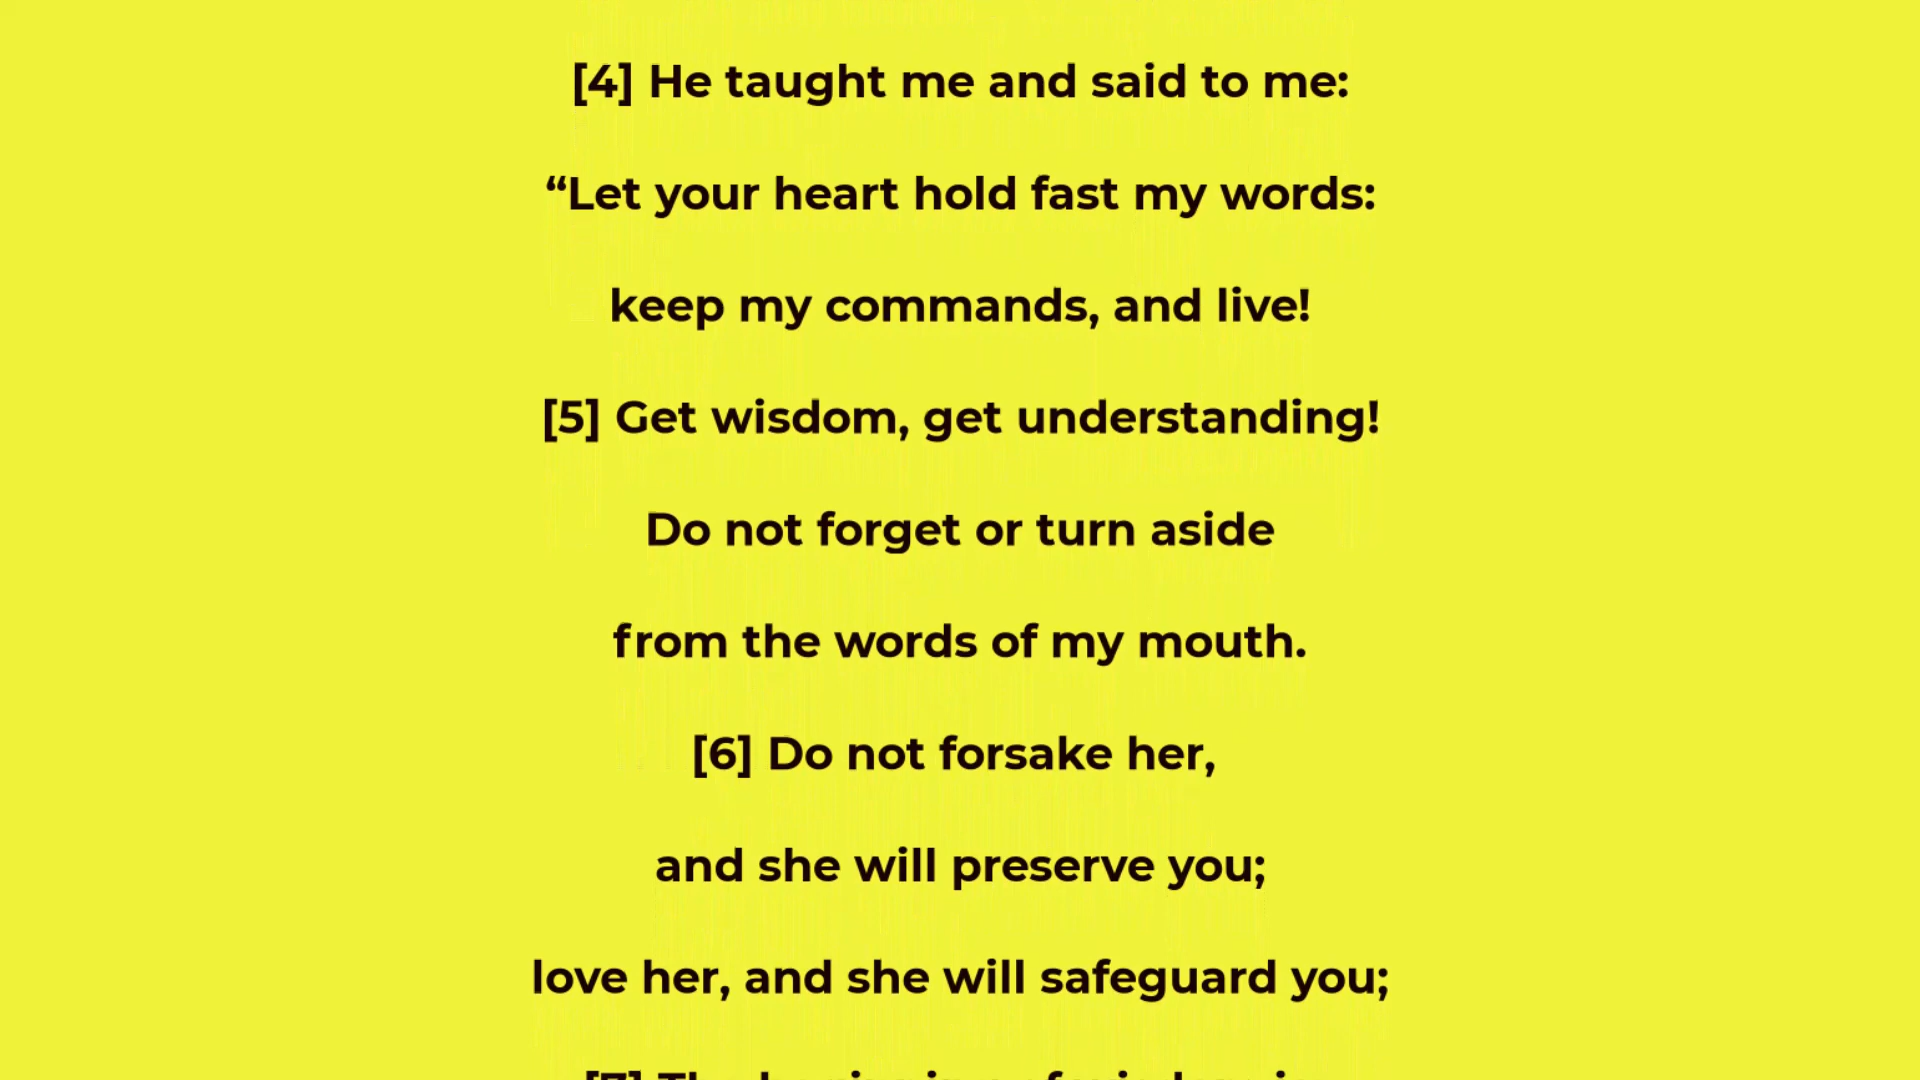 [4] He taught me and said to me:
“Let your heart hold fast my words:
keep my commands, and live!
[5] Get wisdom, get understanding!
Do not forget or turn aside
from the words of my mouth.
[6] Do not forsake her,
and she will preserve you;
love her, and she will safeguard you;